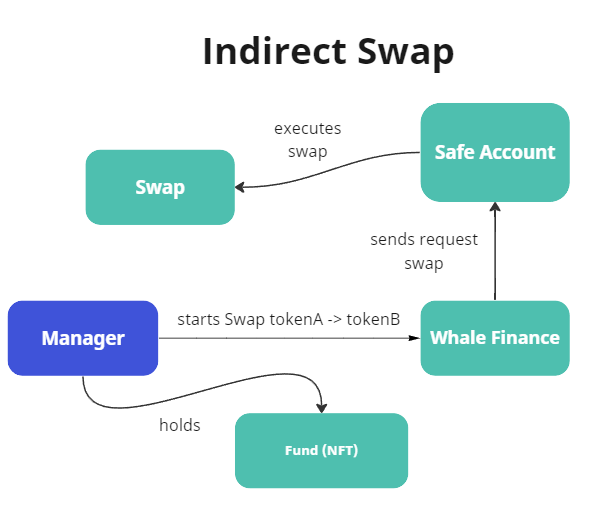 Indirect Swap
executes
swap
Safe Account
Swap
sends request
swap
starts Swap tokenA -> tokenB
Manager
Whale Finance
holds
Fund (NFT)